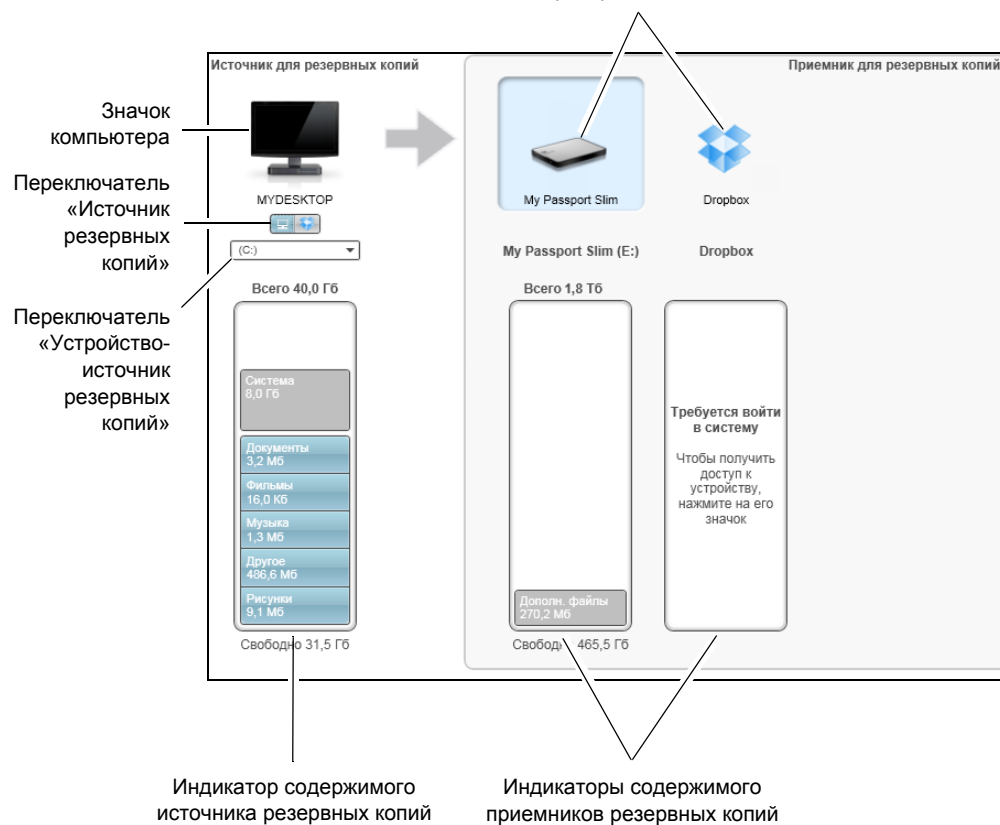 Источник для резервных копий
Приемник для резервных копий
Значок
компьютера
MYDESKTOP
My Passport Slim
Dropbox
Переключатель
«Источник
резервных
копий»
(C:)
My Passport Slim (E:)
Dropbox
Всего 40,0 Гб
Всего 1,8 Тб
Переключатель
«Устройство-
источник
резервных
копий»
Система
8,0 Гб
Документы
3,2 Мб
Фильмы
16,0 Кб
Музыка
1,3 Мб
Другое
486,6 Мб
Рисунки
9,1 Мб
Свободно 31,5 Гб
Дополн. файлы
270,2 Мб
Свободно 465,5 Гб
Требуется войти
в систему
Чтобы получить
доступ к
устройству,
нажмите на его
значок
Индикатор содержимого
источника резервных копий
Индикаторы содержимого
приемников резервных копий